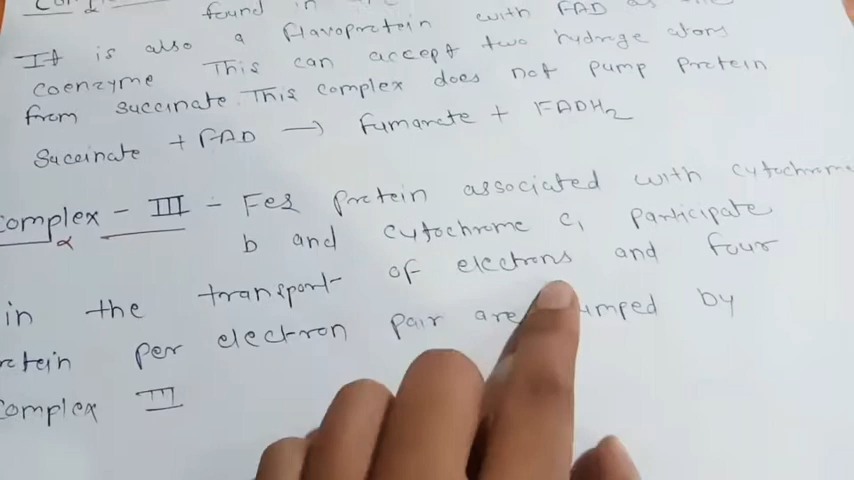 found in
It is also a flavoprotein with FAD as the
coenzyme This can accept two hydroge atoms
from succinate. This complex does not pump protein
Succinate + FAD → fumarate + FADH2
complex - III :- Fes protein associated with cytochrome
b and cytochrome c1 participate
in the transport of electrons and four
per electron pair are by
complex III